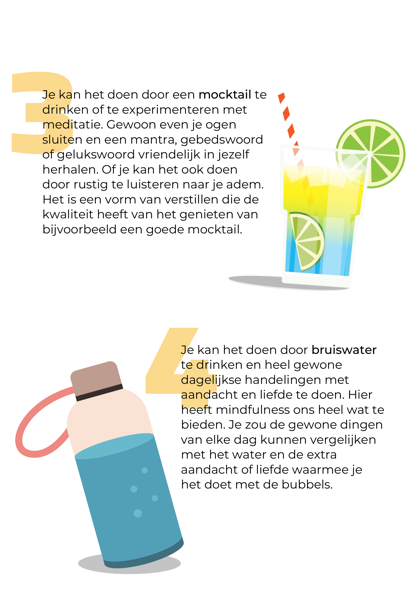 3
Je kan het doen door een mocktail te
drinken of te experimenteren met
meditatie. Gewoon even je ogen
sluiten en een mantra, gebedswoord
of gelukswoord vriendelijk in jezelf
herhalen. Of je kan het ook doen
door rustig te luisteren naar je adem.
Het is een vorm van verstillen die de
kwaliteit heeft van het genieten van
bijvoorbeeld een goede mocktail.
4
Je kan het doen door bruiswater
te drinken en heel gewone
dagelijkse handelingen met
aandacht en liefde te doen. Hier
heeft mindfulness ons heel wat te
bieden. Je zou de gewone dingen
van elke dag kunnen vergelijken
met het water en de extra
aandacht of liefde waarmee je
het doet met de bubbels.